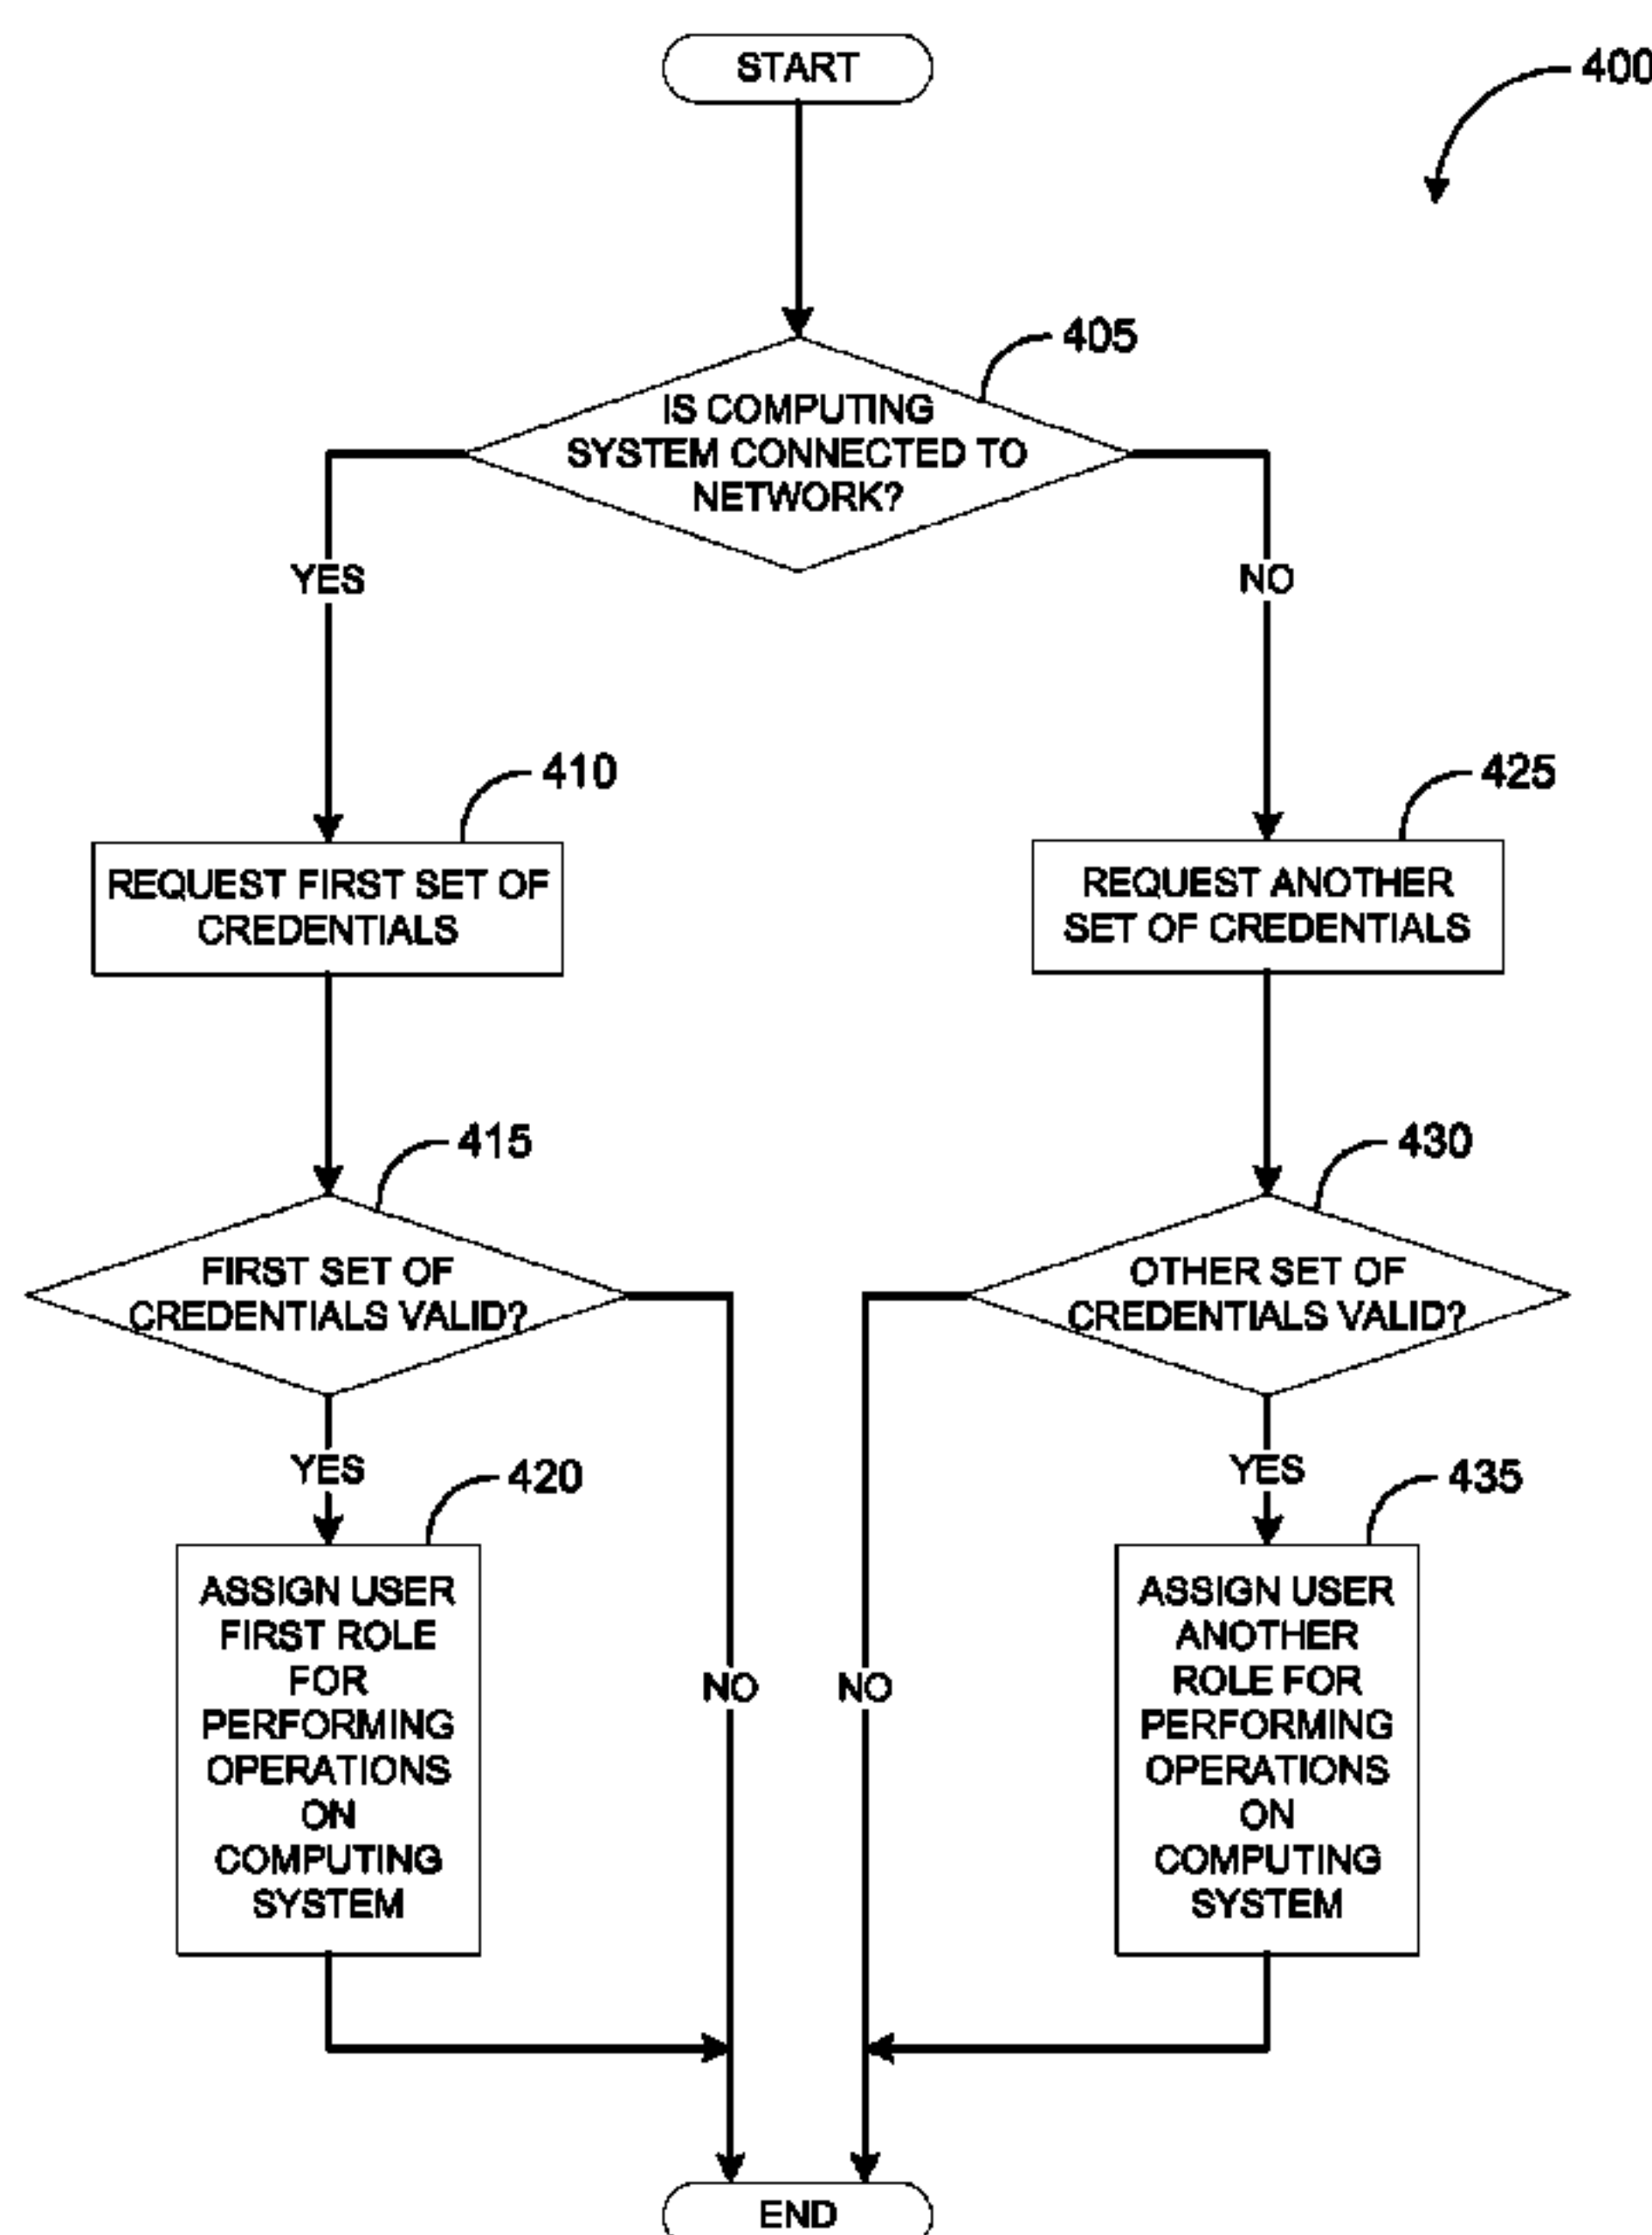 START
400
405
IS COMPUTING
SYSTEM CONNECTED TO
NETWORK?
YES
NO
410
425
REQUEST FIRST SET OF
CREDENTIALS
REQUEST ANOTHER
SET OF CREDENTIALS
415
430
FIRST SET OF
CREDENTIALS VALID?
OTHER SET OF
CREDENTIALS VALID?
YES
420
YES
435
ASSIGN USER
FIRST ROLE
FOR
PERFORMING
OPERATIONS
ON
COMPUTING
SYSTEM
NO
NO
ASSIGN USER
ANOTHER
ROLE FOR
PERFORMING
OPERATIONS
ON
COMPUTING
SYSTEM
END